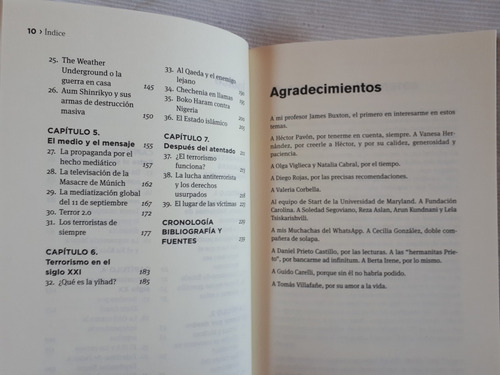 10 › Índice
25. The Weather
Underground o la
guerra en casa 145
26. Aum Shinrikyo y sus
armas de destrucción
masiva 150
CAPÍTULO 5.
El medio y el mensaje 155
27. La propaganda por el
hecho mediático 157
28. La televisación de la
Masacre de Múnich 162
29. La mediatización global
del 11 de septiembre 167
30. Terror 2.0 172
31. Los terroristas de
siempre 177
CAPÍTULO 6.
Terrorismo en el
siglo XXI 183
32. ¿Qué es la yihad? 185
33. Al Qaeda y el enemigo
lejano
34. Chechenia en llamas
35. Boko Haram contra
Nigeria
36. El Estado islámico
CAPÍTULO 7.
Después del atentado
37. ¿El terrorismo
funciona?
38. La lucha antiterrorista
y los derechos
usurpados
39. El lugar de las víctimas
CRONOLOGÍA
BIBLIOGRAFÍA Y
FUENTES
Agradecimientos
A mi profesor James Buxton, el primero en interesarme en estos
temas.
A Héctor Pavón, por tenerme en cuenta, siempre. A Vanesa Her-
nández, por creerle a Héctor, y por su calidez, generosidad
y paciencia.
A Olga Viglieca y Natalia Cabral, por el tiempo.
A Diego Rojas, por las precisas recomendaciones.
A Valeria Corbella.
Al equipo de Start de la Universidad de Maryland. A Fundación
Carolina. A Soledad Segoviano, Reza Aslan, Arun Kundnani y Lela
Tsiskarishvili.
A mis Muchachas del WhatsApp. A Cecilia González, doble com-
pañera de solapa.
A Daniel Prieto Castillo, por las lecturas. A las "hermanitas Prie-
to", por bancarme ad infinitum. A Berta Irene, por lo mismo.
A Guido Carelli, porque sin él no habría podido.
A Tomás Villafañe, por su amor a la vida.